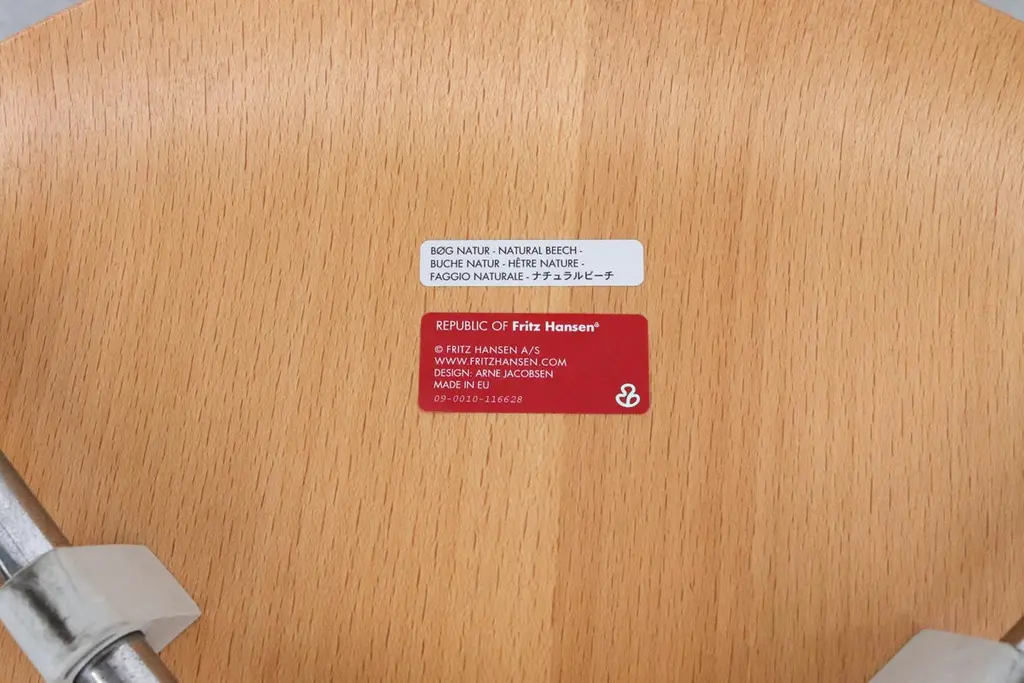 BØG NATUR - NATURAL BEECH -
BUCHE NATUR - HÊTRE NATURE -
FAGGIO NATURALE - ナチュラルビーチ
REPUBLIC OF Fritz Hansen®
© FRITZ HANSEN A/S
WWW.FRITZHANSEN.COM
DESIGN: ARNE JACOBSEN
MADE IN EU
09-0010-116628